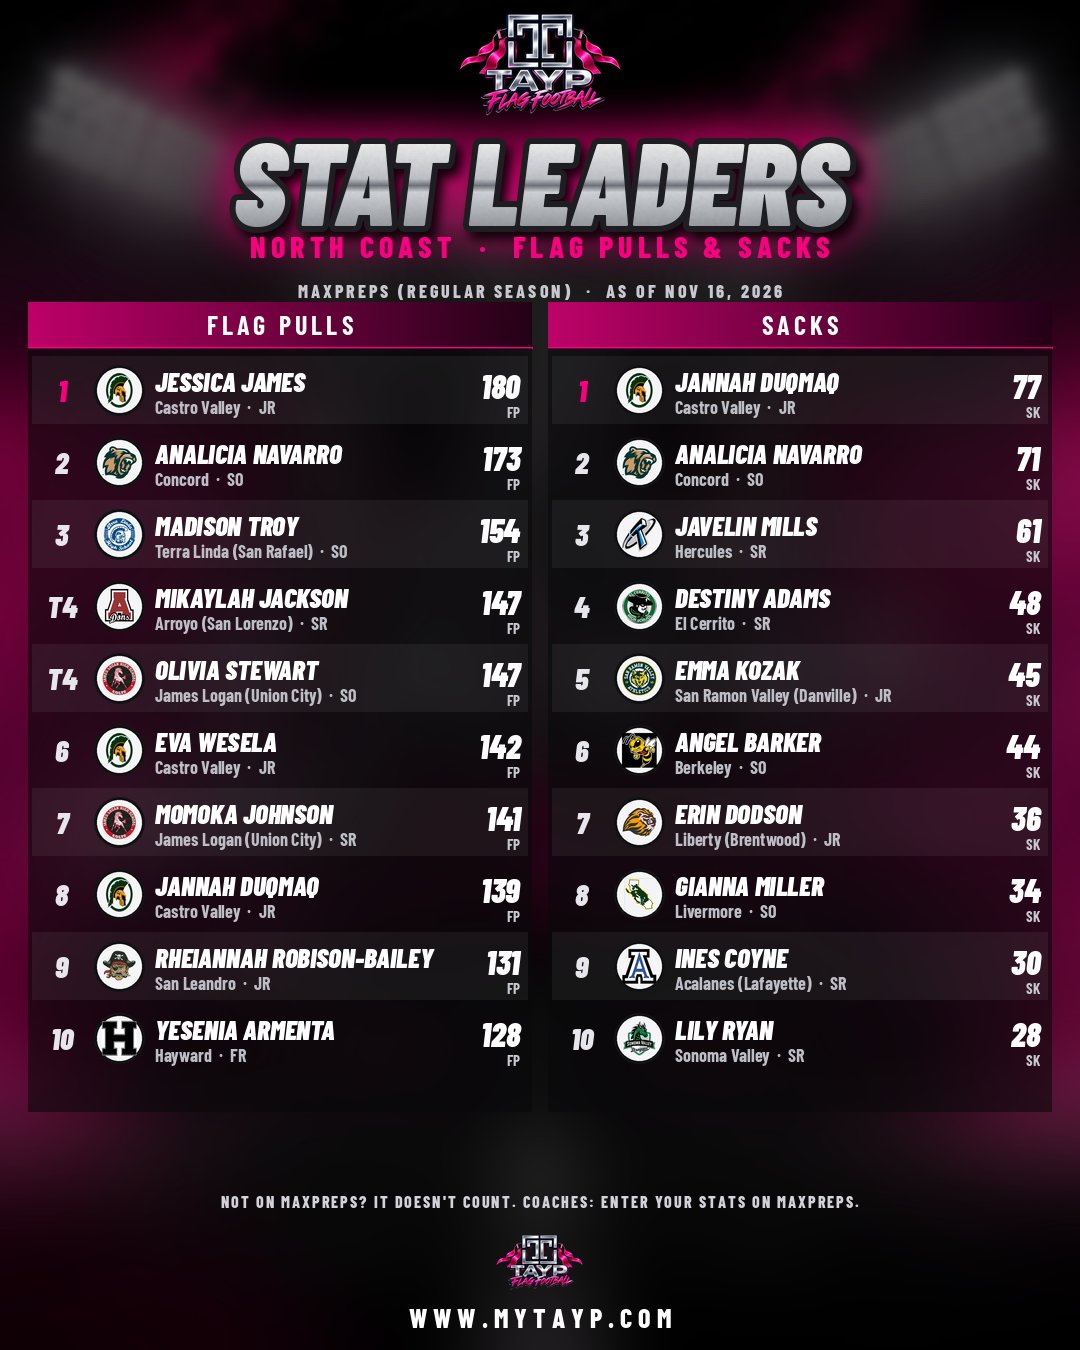 TAYP
FLAG FOOTBALL
STAT LEADERS
NORTH COAST · FLAG PULLS & SACKS
MAXPREPS (REGULAR SEASON) · AS OF NOV 16, 2026
FLAG PULLS
1 JESSICA JAMES 180
Castro Valley · JR FP
2 ANALICIA NAVARRO 173
Concord · SO FP
3 MADISON TROY 154
Terra Linda (San Rafael) · SO FP
T4 MIKAYLAH JACKSON 147
Arroyo (San Lorenzo) · SR FP
T4 OLIVIA STEWART 147
James Logan (Union City) · SO FP
6 EVA WESELA 142
Castro Valley · JR FP
7 MOMOKA JOHNSON 141
James Logan (Union City) · SR FP
8 JANNAH DUQMAQ 139
Castro Valley · JR FP
9 RHEIANNAH ROBISON-BAILEY 131
San Leandro · JR FP
10 YESENIA ARMENTA 128
Hayward · FR FP
SACKS
1 JANNAH DUQMAQ 77
Castro Valley · JR SK
2 ANALICIA NAVARRO 71
Concord · SO SK
3 JAVELIN MILLS 61
Hercules · SR SK
4 DESTINY ADAMS 48
El Cerrito · SR SK
5 EMMA KOZAK 45
San Ramon Valley (Danville) · JR SK
6 ANGEL BARKER 44
Berkeley · SO SK
7 ERIN DODSON 36
Liberty (Brentwood) · JR SK
8 GIANNA MILLER 34
Livermore · SO SK
9 INES COYNE 30
Acalanes (Lafayette) · SR SK
10 LILY RYAN 28
Sonoma Valley · SR SK
NOT ON MAXPREPS? IT DOESN'T COUNT. COACHES: ENTER YOUR STATS ON MAXPREPS.
TAYP
FLAG FOOTBALL
WWW.MYTAYP.COM